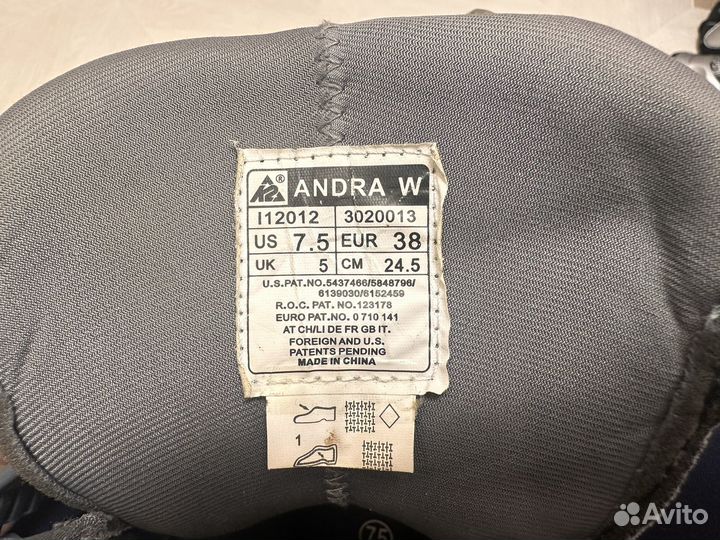 K2® ANDRA W
I12012 3020013
US 7.5 EUR 38
UK 5 CM 24.5
U.S.PAT.NO.5437466/5848796/
6139030/6152459
R.O.C. PAT. NO.123178
EURO PAT.NO. 0 710 141
AT CH/LI DE FR GB IT.
FOREIGN AND U.S.
PATENTS PENDING
MADE IN CHINA
1
75
Avito